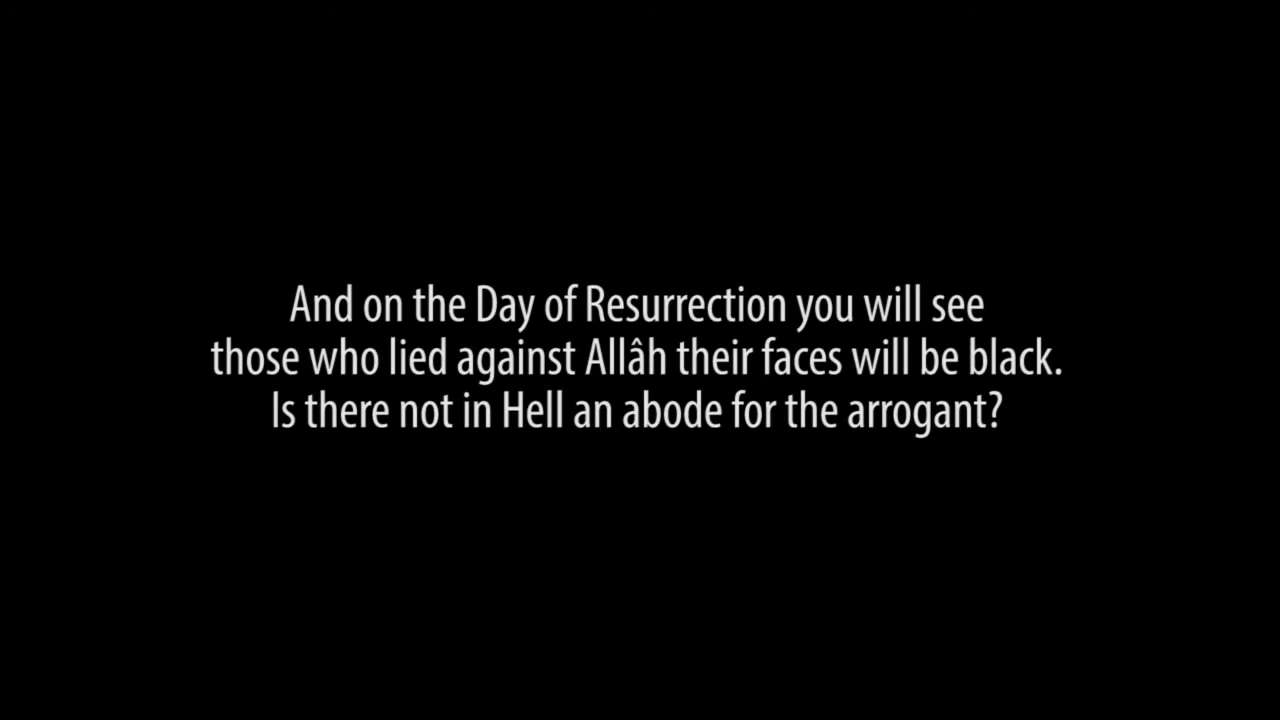 And on the Day of Resurrection you will see
those who lied against Allâh their faces will be black.
Is there not in Hell an abode for the arrogant?